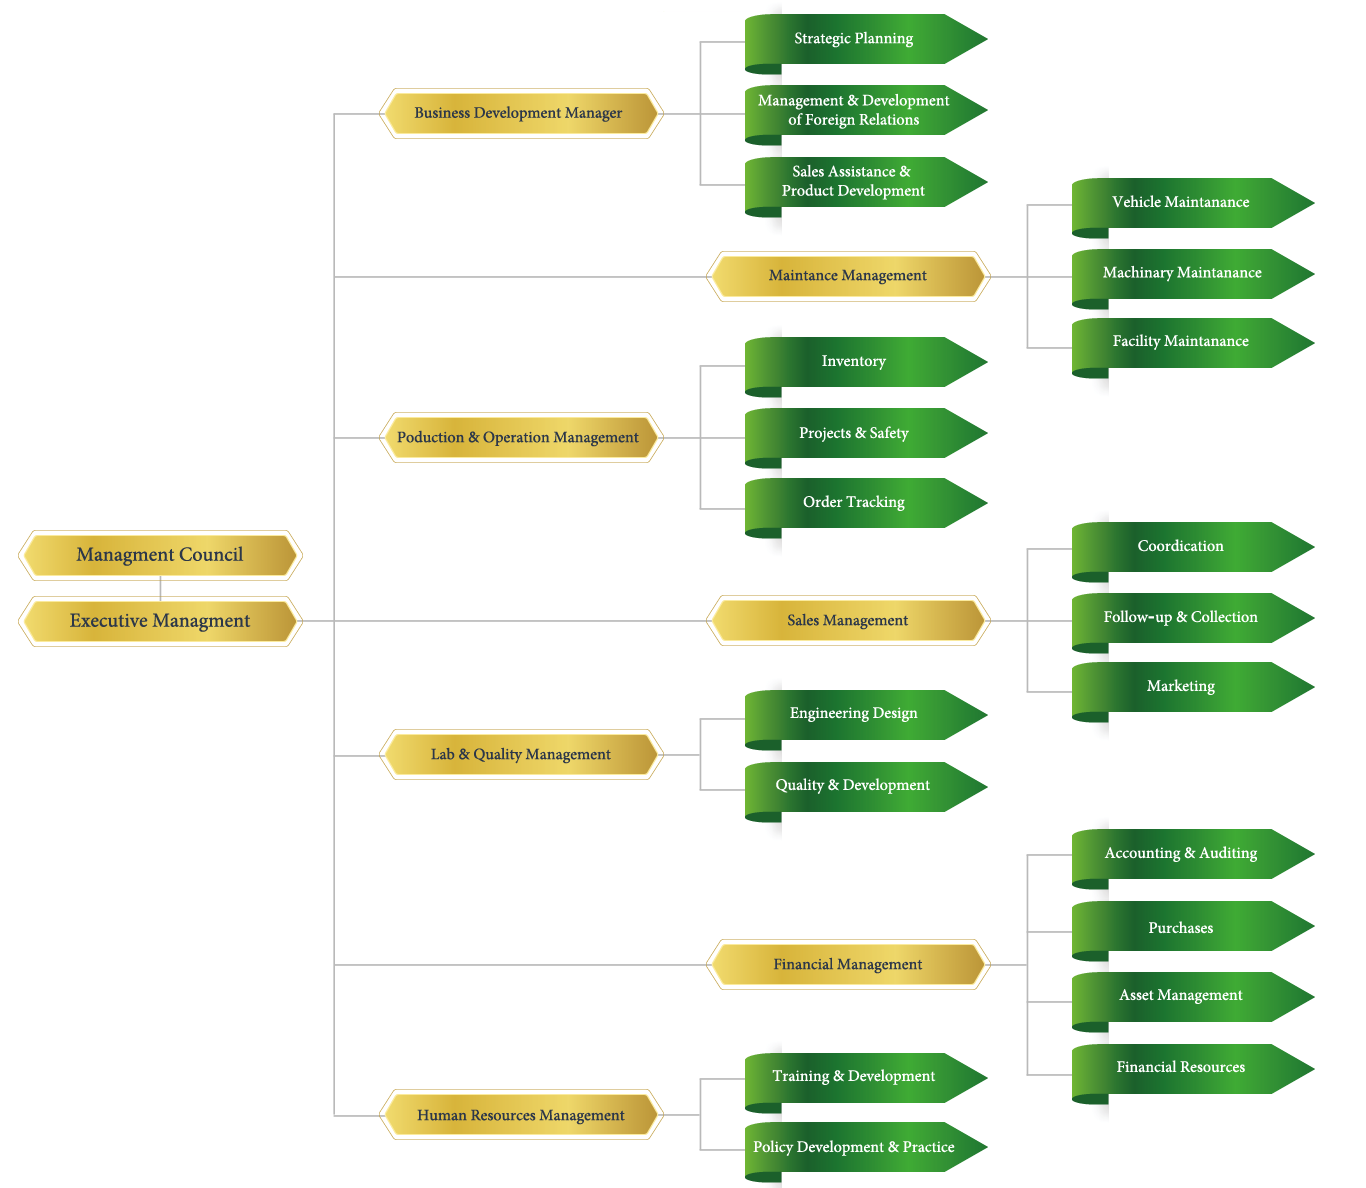 Managment Council
Executive Managment
Business Development Manager
Strategic Planning
Management & Development
of Foreign Relations
Sales Assistance &
Product Development
Maintance Management
Vehicle Maintanance
Machinary Maintanance
Facility Maintanance
Poduction & Operation Management
Inventory
Projects & Safety
Order Tracking
Sales Management
Coordication
Follow-up & Collection
Marketing
Lab & Quality Management
Engineering Design
Quality & Development
Financial Management
Accounting & Auditing
Purchases
Asset Management
Financial Resources
Human Resources Management
Training & Development
Policy Development & Practice